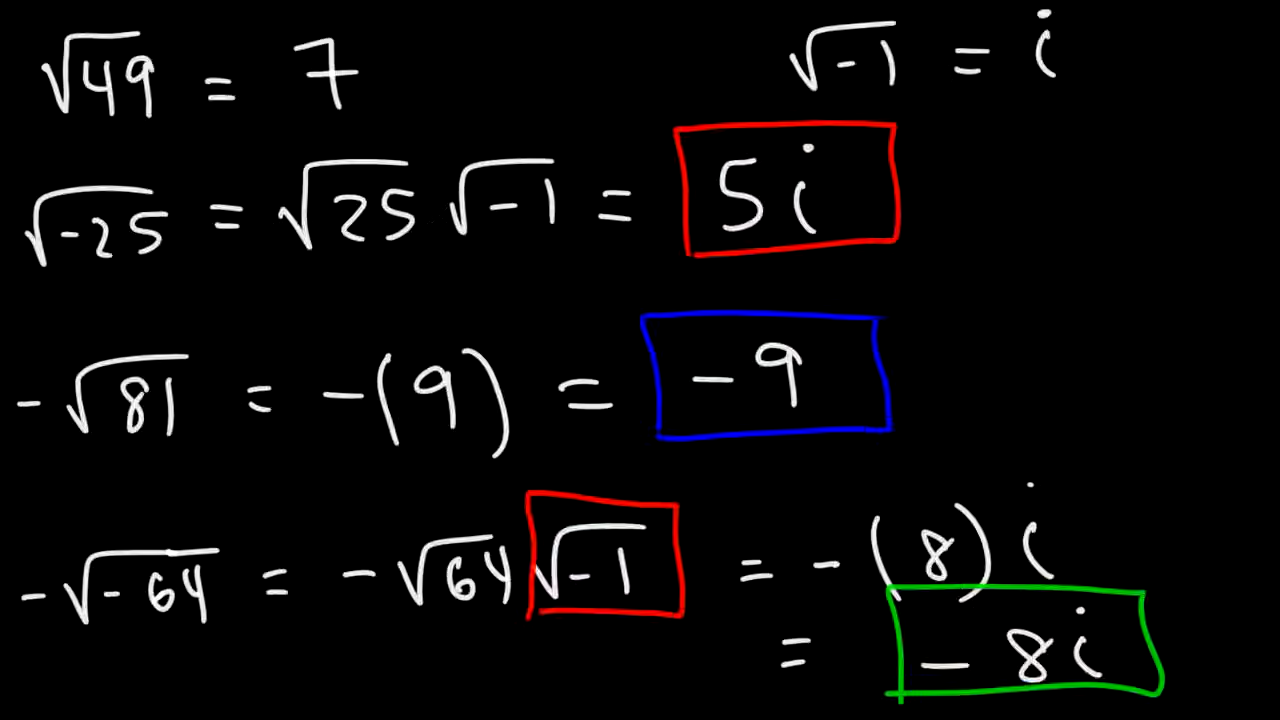 √49 = 7
√-1 = i
√-25 = √25 √-1 = 5i
-√81 = -(9) = -9
-√-64 = -√64 √-1 = -(8)i
= -8i